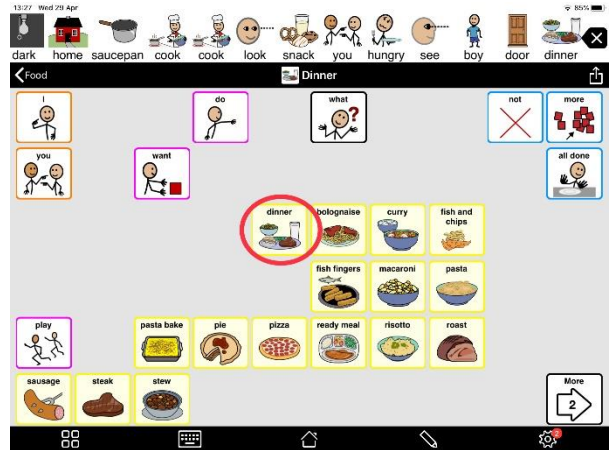 13:27 Wed 29 Apr 85%
dark home saucepan cook cook look snack you hungry see boy door dinner
Food Dinner
I do what not more
you want all done
dinner bolognaise curry fish and chips
fish fingers macaroni pasta
play pasta bake pie pizza ready meal risotto roast
sausage steak stew More
2
2